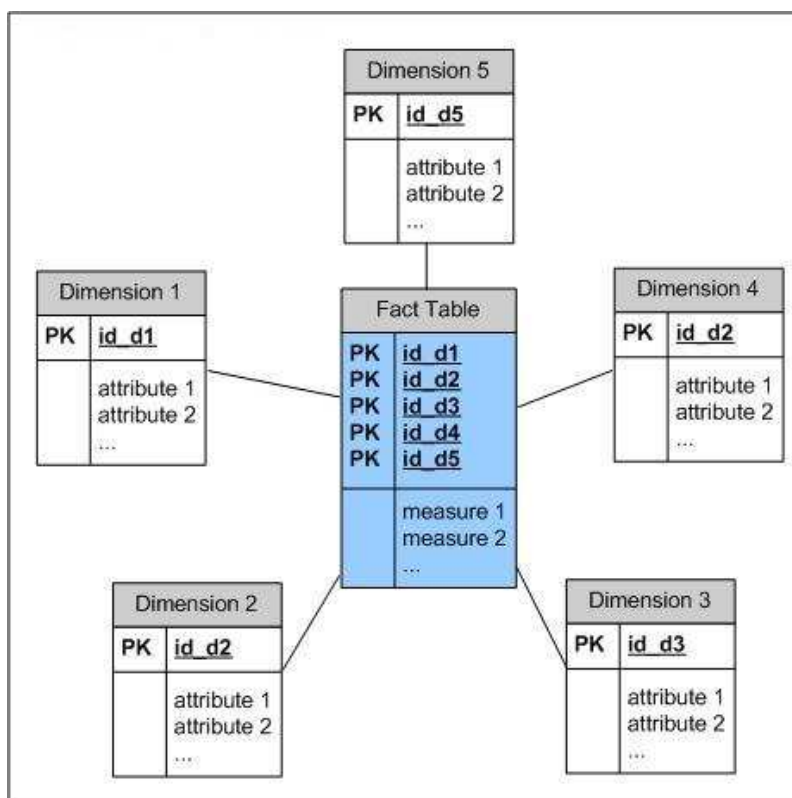 Dimension 5
PK id_d5
attribute 1
attribute 2
...
Dimension 1
PK id_d1
attribute 1
attribute 2
...
Fact Table
PK id_d1
PK id_d2
PK id_d3
PK id_d4
PK id_d5
measure 1
measure 2
...
Dimension 4
PK id_d2
attribute 1
attribute 2
...
Dimension 2
PK id_d2
attribute 1
attribute 2
...
Dimension 3
PK id_d3
attribute 1
attribute 2
...